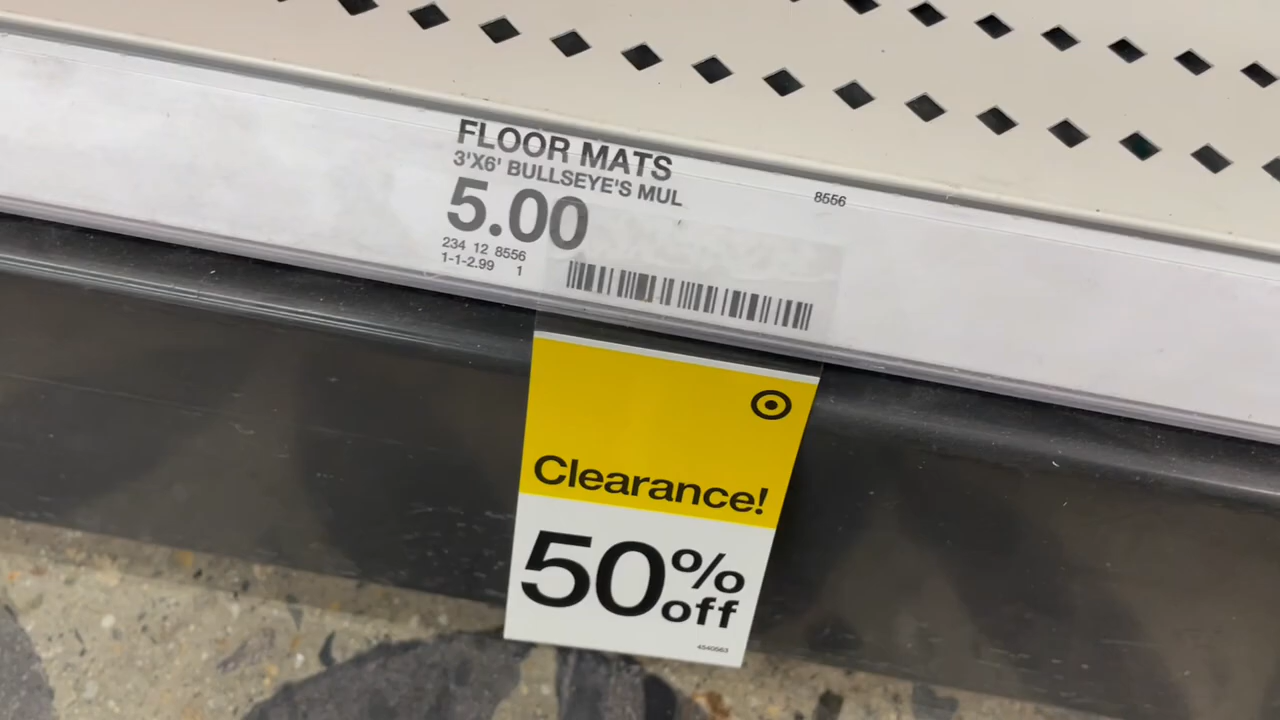 FLOOR MATS
3'X6' BULLSEYE'S MUL
8556
5.00
234 12 8556
1-1-2.99 1
Clearance!
50%
off
4540563